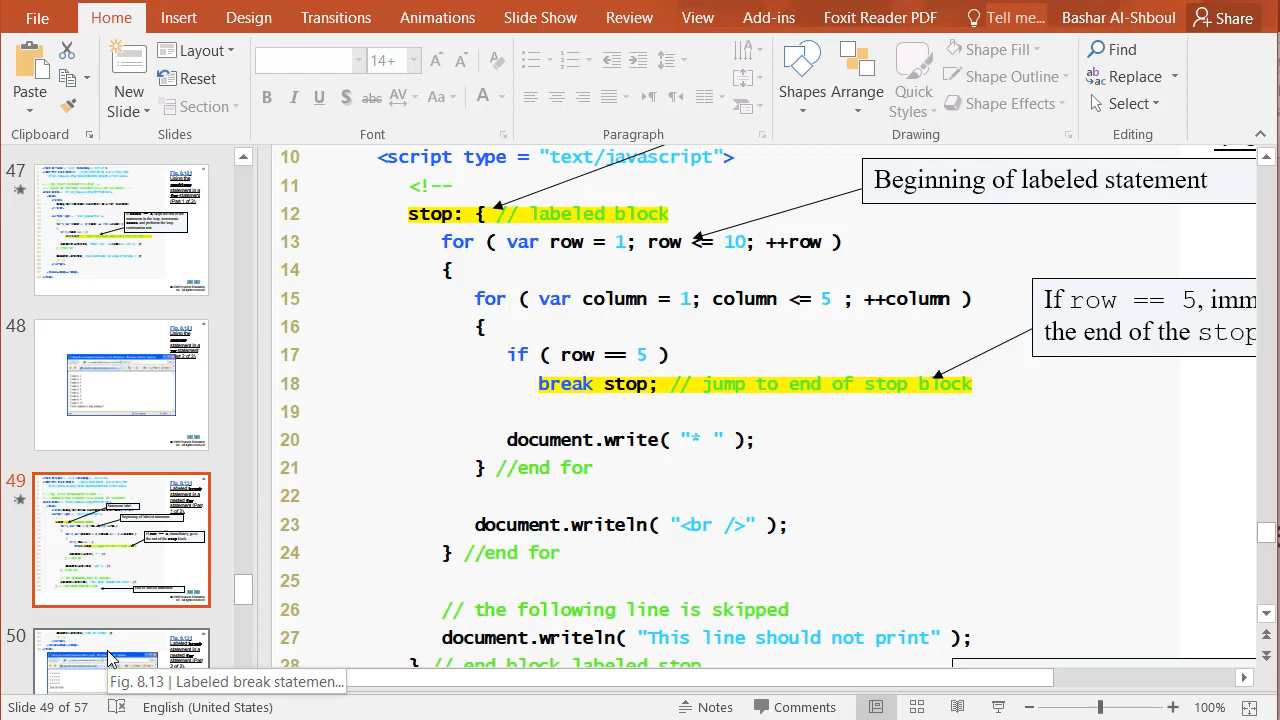 File Home Insert Design Transitions Animations Slide Show Review View Add-ins Foxit Reader PDF Tell me... Bashar Al-Shboul Share
Paste
Clipboard
New
Slide
Layout
Reset
Section
Slides
14+
B I U S abc AV Aa A
Font
Paragraph
Shapes
Arrange
Quick
Styles
Shape Fill
Shape Outline
Shape Effects
Drawing
Find
Replace
Select
Editing
47
48
49
50
10 <script type = "text/javascript">
11 <!--
12 stop: { // labeled block
13 for ( var row = 1; row <= 10; ++row )
14 {
15 for ( var column = 1; column <= 5 ; ++column )
16 {
17 if ( row == 5 )
18 break stop; // jump to end of stop block
19
20 document.write( "* " );
21 } //end for
22
23 document.writeln( "<br />" );
24 } //end for
25
26 // the following line is skipped
27 document.writeln( "This line should not print" );
28 } // end block labeled stop
Beginning of labeled statement
If row == 5, imm
the end of the stop
Fig. 8.13 | Labeled break statemen...
Slide 49 of 57 English (United States) Notes Comments 100%